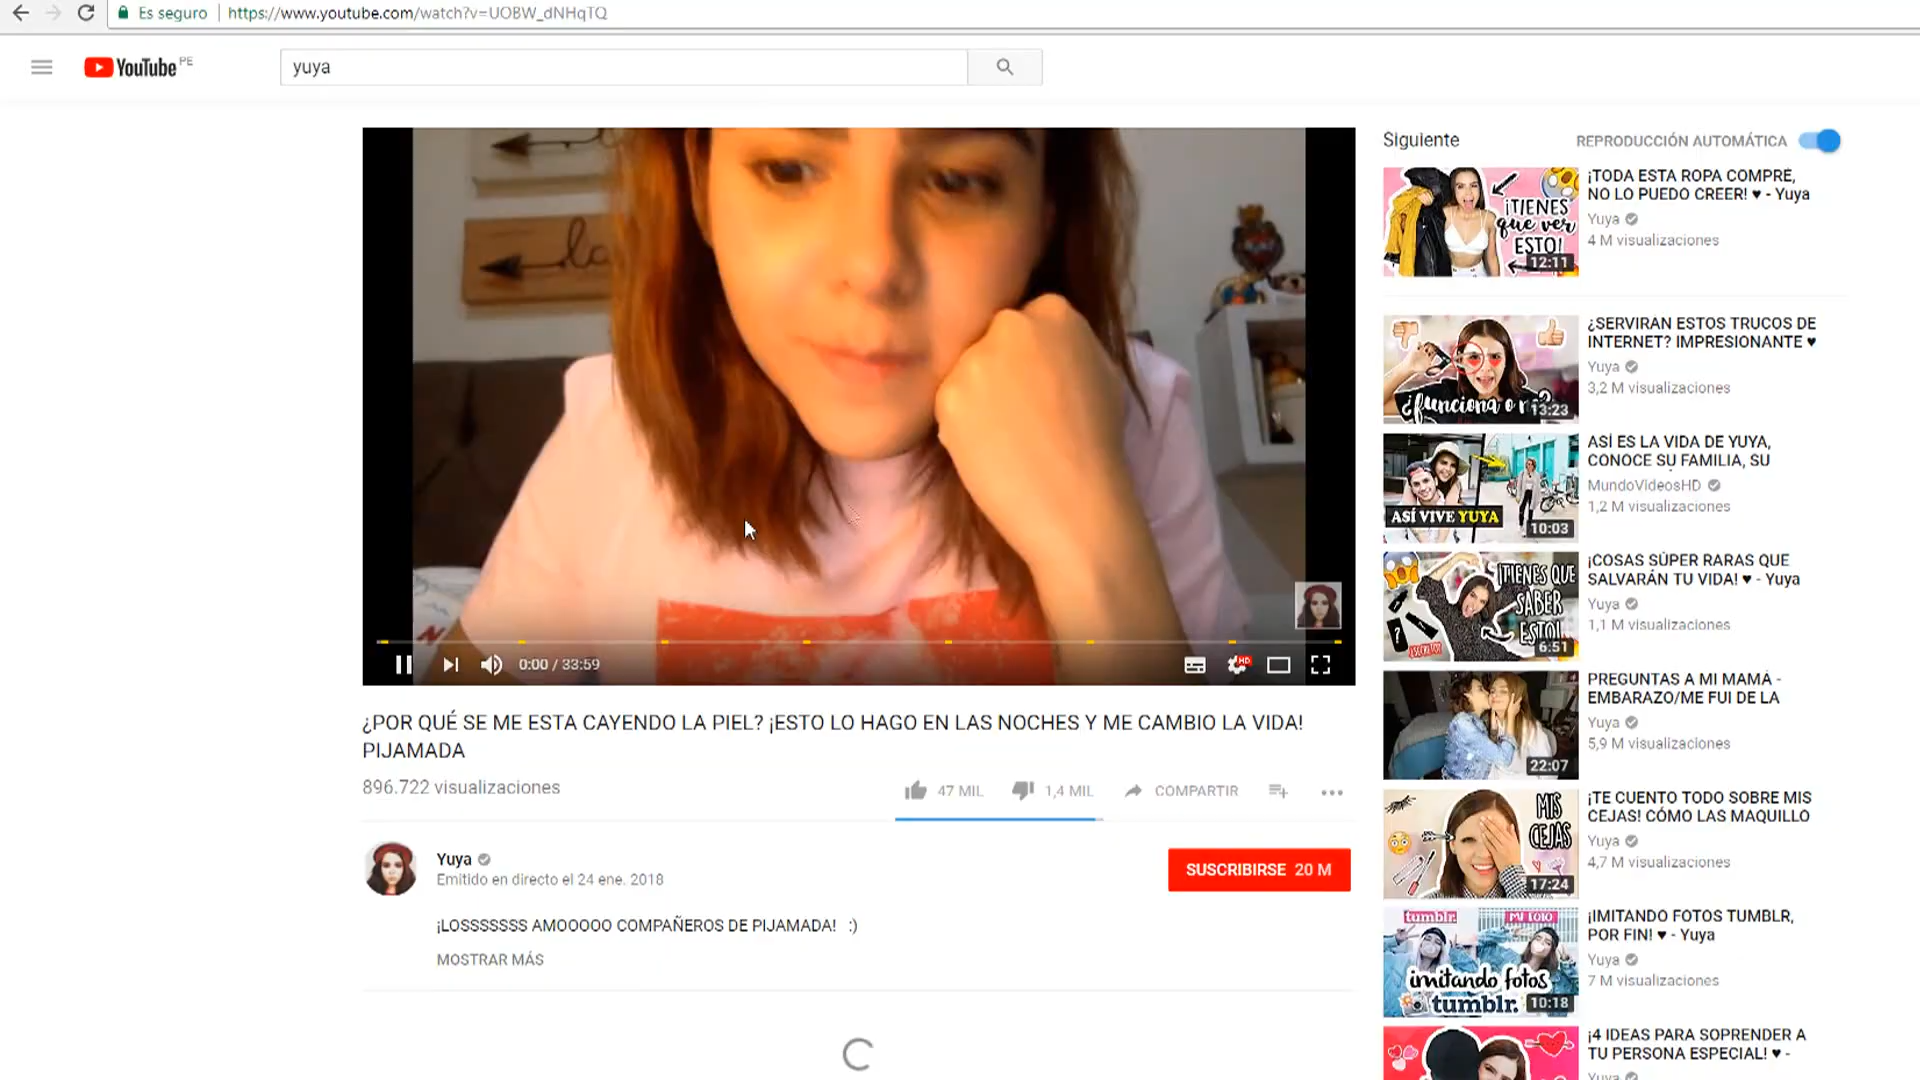 Es seguro
https://www.youtube.com/watch?v=UOBW_dNHqTQ
YouTube PE
yuya
0:00 / 33:59
HD
¿POR QUÉ SE ME ESTA CAYENDO LA PIEL? ¡ESTO LO HAGO EN LAS NOCHES Y ME CAMBIO LA VIDA!
PIJAMADA
896.722 visualizaciones
47 MIL
1,4 MIL
COMPARTIR
Yuya
Emitido en directo el 24 ene. 2018
SUSCRIBIRSE 20 M
¡LOSSSSSSS AMOOOOO COMPAÑEROS DE PIJAMADA! :)
MOSTRAR MÁS
Siguiente
REPRODUCCIÓN AUTOMÁTICA
¡TIENES
que ver
ESTO!
12:11
¡TODA ESTA ROPA COMPRÉ,
NO LO PUEDO CREER! ♥ - Yuya
Yuya
4 M visualizaciones
¿funciona o
13:23
¿SERVIRAN ESTOS TRUCOS DE
INTERNET? IMPRESIONANTE ♥
Yuya
3,2 M visualizaciones
ASÍ VIVE YUYA
10:03
ASÍ ES LA VIDA DE YUYA,
CONOCE SU FAMILIA, SU
MundoVideosHD
1,2 M visualizaciones
¡TIENES QUE
SABER
ESTO!
6:51
¡COSAS SÚPER RARAS QUE
SALVARÁN TU VIDA! ♥ - Yuya
Yuya
1,1 M visualizaciones
22:07
PREGUNTAS A MI MAMÁ -
EMBARAZO/ME FUI DE LA
Yuya
5,9 M visualizaciones
MIS
CEJAS
17:24
¡TE CUENTO TODO SOBRE MIS
CEJAS! CÓMO LAS MAQUILLO
Yuya
4,7 M visualizaciones
tumblr.
imitando fotos
tumblr.
10:18
¡IMITANDO FOTOS TUMBLR,
POR FIN! ♥ - Yuya
Yuya
7 M visualizaciones
¡4 IDEAS PARA SOPRENDER A
TU PERSONA ESPECIAL! ♥ -
Yuya